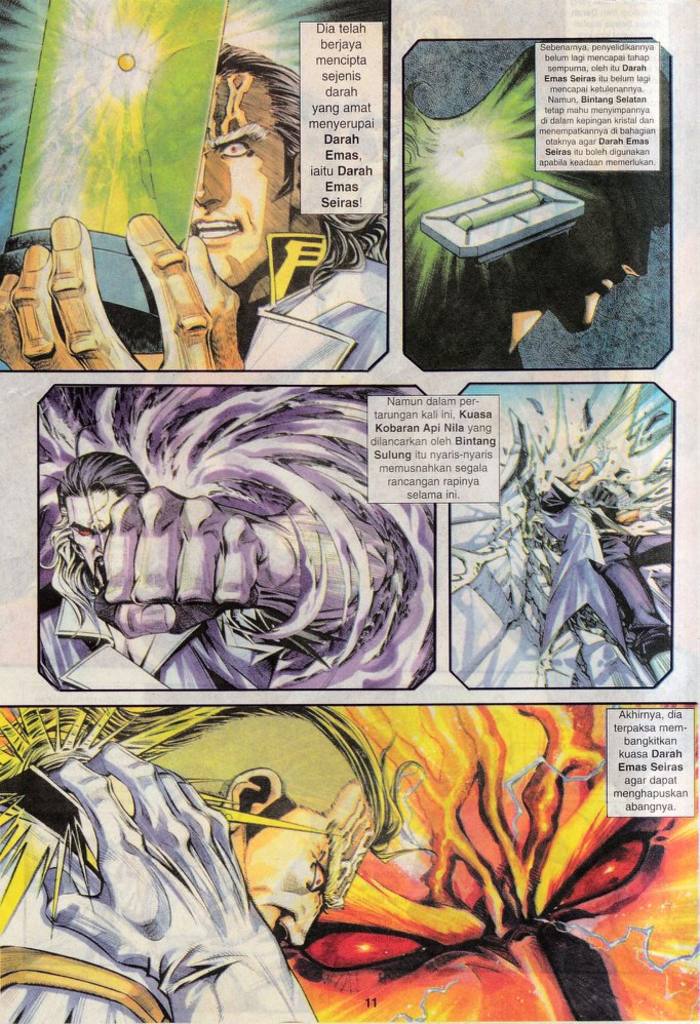 Dia telah
berjaya
mencipta
sejenis
darah
yang amat
menyerupai
Darah
Emas,
iaitu Darah
Emas
Seiras!
Sebenarnya, penyelidikannya
belum lagi mencapai tahap
sempurna, oleh itu Darah
Emas Seiras itu belum lagi
mencapai ketulenannya.
Namun, Bintang Selatan
tetap mahu menyimpannya
di dalam kepingan kristal dan
menempatkannya di bahagian
otaknya agar Darah Emas
Seiras itu boleh digunakan
apabila keadaan memerlukan.
Namun dalam per-
tarungan kali ini, Kuasa
Kobaran Api Nila yang
dilancarkan oleh Bintang
Sulung itu nyaris-nyaris
memusnahkan segala
rancangan rapinya
selama ini.
Akhirnya, dia
terpaksa mem-
bangkitkan
kuasa Darah
Emas Seiras
agar dapat
menghapuskan
abangnya.
11